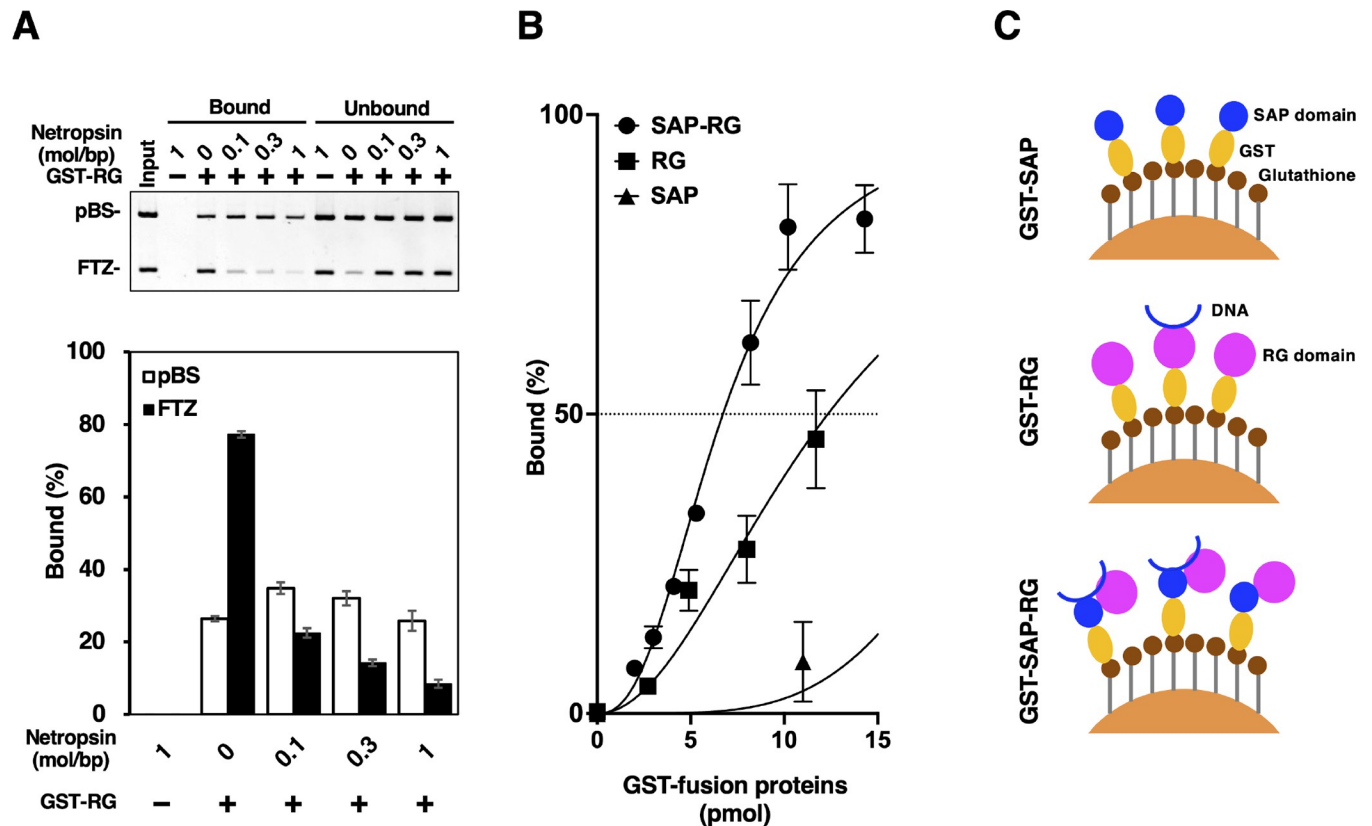 A
Bound Unbound
Netropsin (mol/bp) 1 0 0.1 0.3 1 1 0 0.1 0.3 1
Input
GST-RG − + + + + − + + + +
pBS-
FTZ-
100
80
60
40
20
0
Bound (%)
pBS
FTZ
Netropsin (mol/bp) 1 0 0.1 0.3 1
GST-RG − + + + +
B
100
50
0
Bound (%)
SAP-RG
RG
SAP
0 5 10 15
GST-fusion proteins
(pmol)
C
GST-SAP
SAP domain
GST
Glutathione
GST-RG
DNA
RG domain
GST-SAP-RG